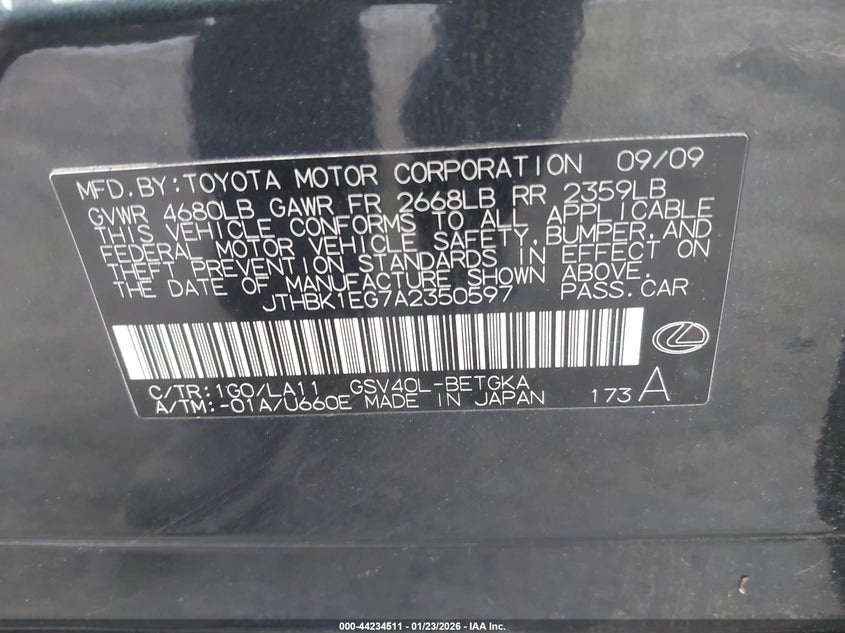 MFD.BY:TOYOTA MOTOR CORPORATION 09/09
GVWR 4680LB GAWR FR 2668LB RR 2359LB
THIS VEHICLE CONFORMS TO ALL APPLICABLE
FEDERAL MOTOR VEHICLE SAFETY,BUMPER,AND
THEFT PREVENTION STANDARDS IN EFFECT ON
THE DATE OF MANUFACTURE SHOWN ABOVE.
JTHBK1EG7A2350597 PASS.CAR
C/TR:1G0/LA11 GSV40L-BETGKA
A/TM:-01A/U660E MADE IN JAPAN 173 A
000-44234511 - 01/23/2026 - IAA Inc.